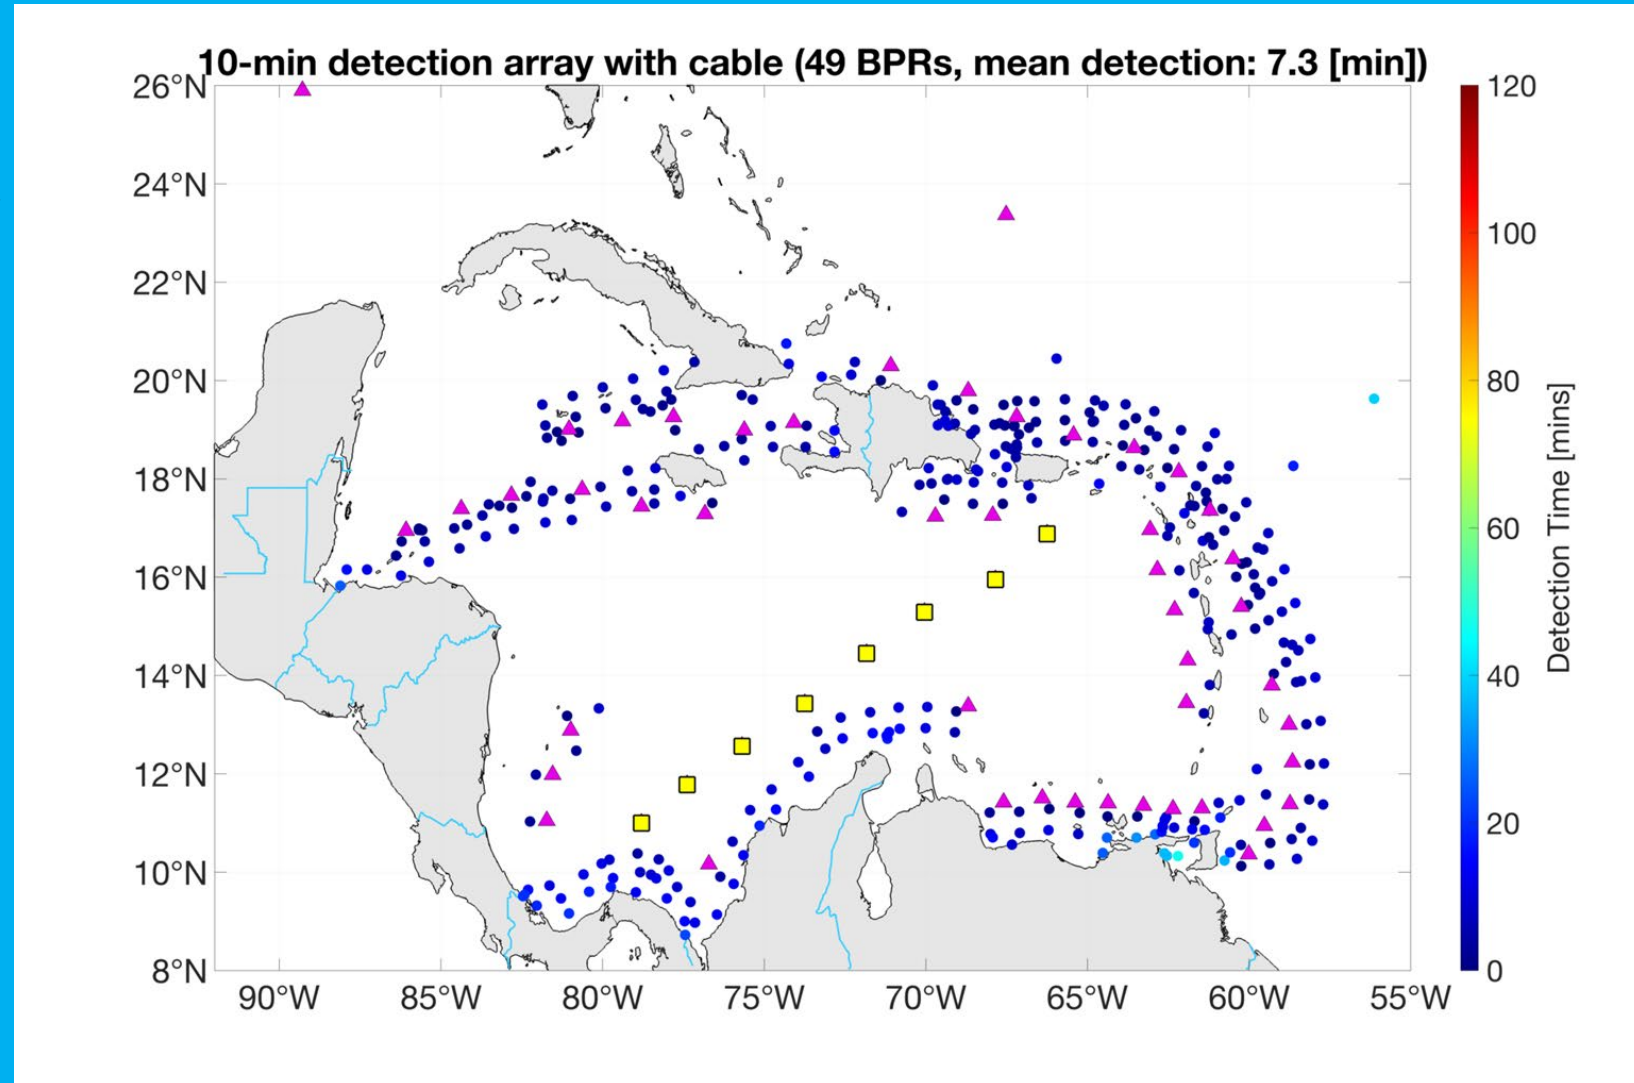 10-min detection array with cable (49 BPRs, mean detection: 7.3 [min])
26°N
24°N
22°N
20°N
18°N
16°N
14°N
12°N
10°N
8°N
90°W
85°W
80°W
75°W
70°W
65°W
60°W
55°W
120
100
80
60
40
20
0
Detection Time [mins]